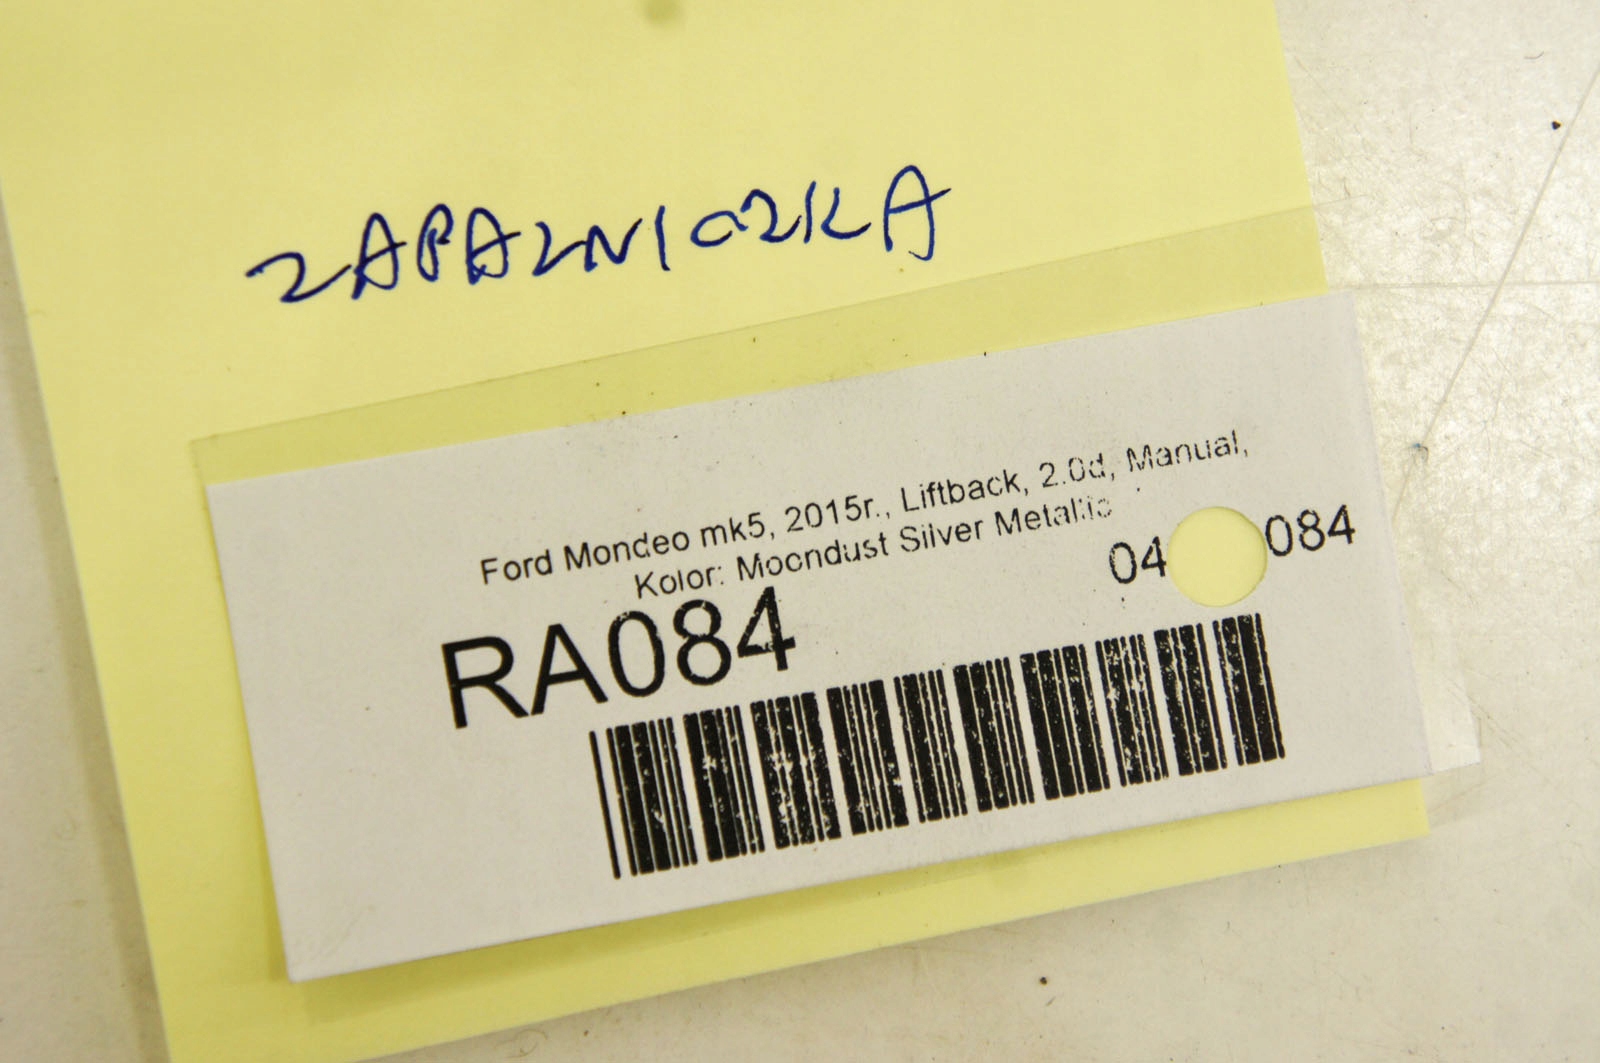 ZAPALNICZKA
Ford Mondeo mk5, 2015r., Liftback, 2.0d, Manual,
Kolor: Moondust Silver Metallic
04 084
RA084